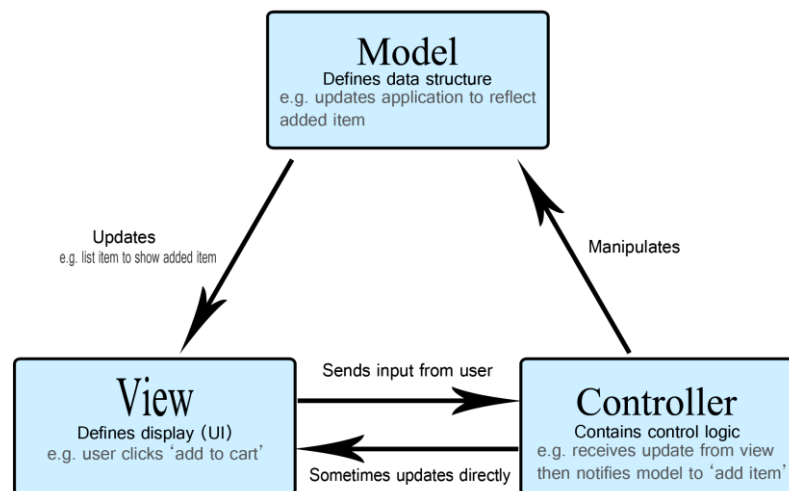 Model
Defines data structure
e.g. updates application to reflect
added item
Updates
e.g. list item to show added item
Manipulates
View
Defines display (UI)
e.g. user clicks ‘add to cart’
Sends input from user
Sometimes updates directly
Controller
Contains control logic
e.g. receives update from view
then notifies model to ‘add item’